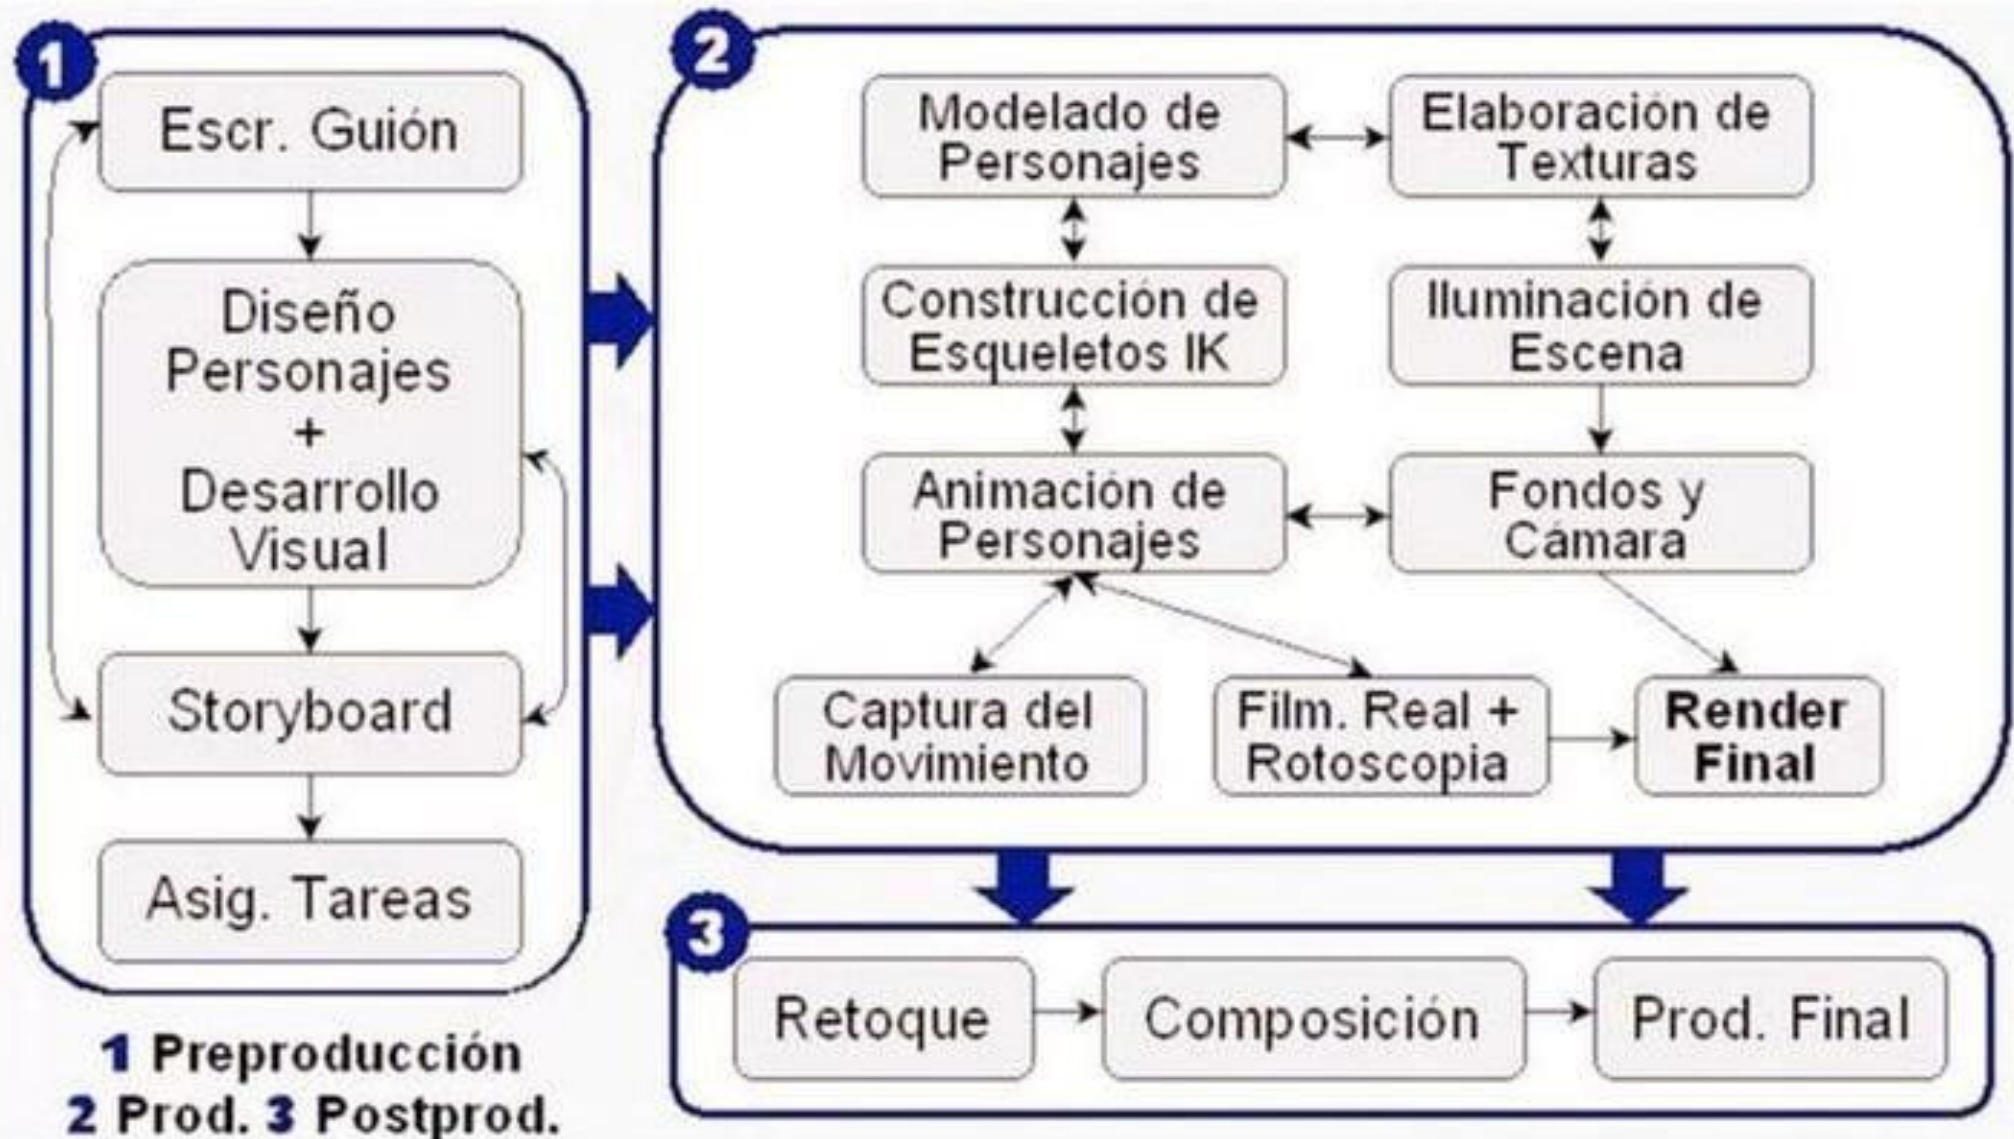 1
Escr. Guión
Diseño
Personajes
+
Desarrollo
Visual
Storyboard
Asig. Tareas
1 Preproducción
2 Prod. 3 Postprod.
2
Modelado de
Personajes
Elaboración de
Texturas
Construcción de
Esqueletos IK
Iluminación de
Escena
Animación de
Personajes
Fondos y
Cámara
Captura del
Movimiento
Film. Real +
Rotoscopia
Render
Final
3
Retoque
Composición
Prod. Final